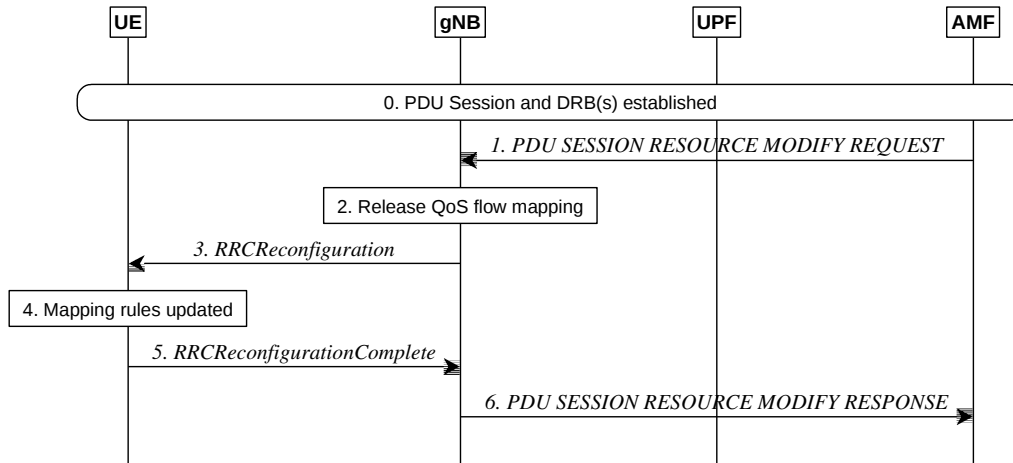 UE
gNB
UPF
AMF
0. PDU Session and DRB(s) established
1. PDU SESSION RESOURCE MODIFY REQUEST
2. Release QoS flow mapping
3. RRCReconfiguration
4. Mapping rules updated
5. RRCReconfigurationComplete
6. PDU SESSION RESOURCE MODIFY RESPONSE